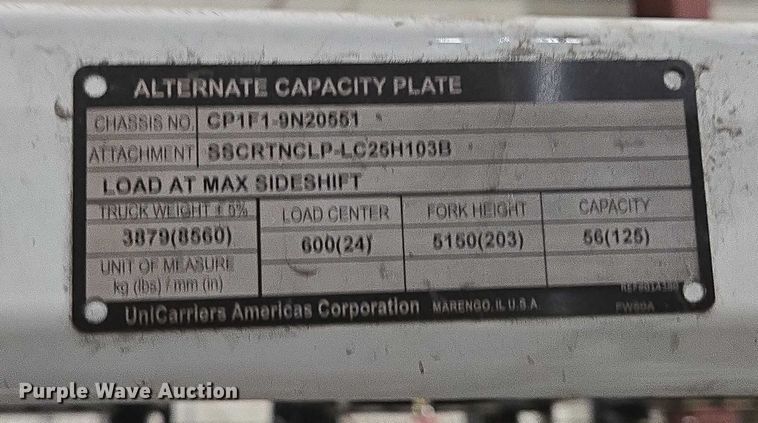 ALTERNATE CAPACITY PLATE
CHASSIS NO. CP1F1-9N20551
ATTACHMENT SSCRTNCLP-LC25H103B
LOAD AT MAX SIDESHIFT
TRUCK WEIGHT ± 5% LOAD CENTER FORK HEIGHT CAPACITY
3879(8560) 600(24) 5150(203) 56(125)
UNIT OF MEASURE
kg (lbs) / mm (in)
UniCarriers Americas Corporation MARENGO, IL U.S.A
Purple Wave Auction